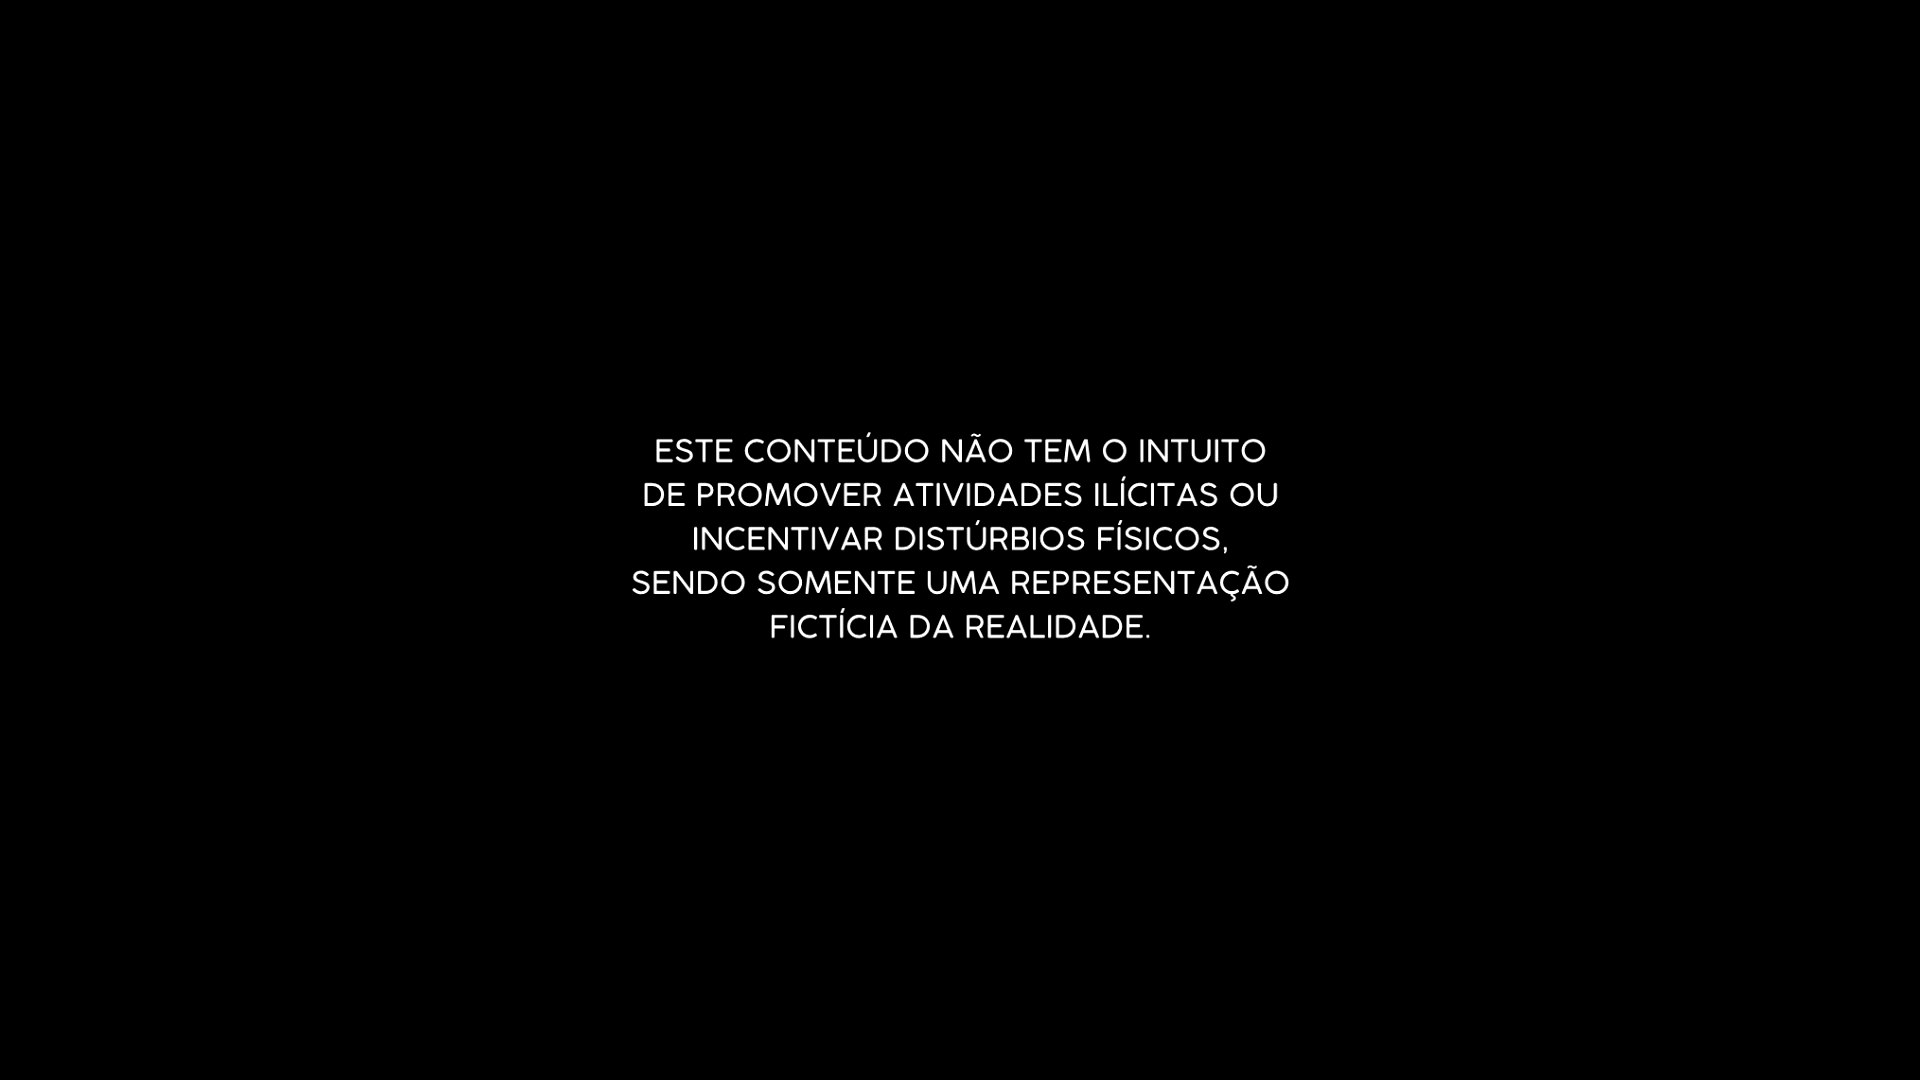 ESTE CONTEÚDO NÃO TEM O INTUITO
DE PROMOVER ATIVIDADES ILÍCITAS OU
INCENTIVAR DISTÚRBIOS FÍSICOS,
SENDO SOMENTE UMA REPRESENTAÇÃO
FICTÍCIA DA REALIDADE.